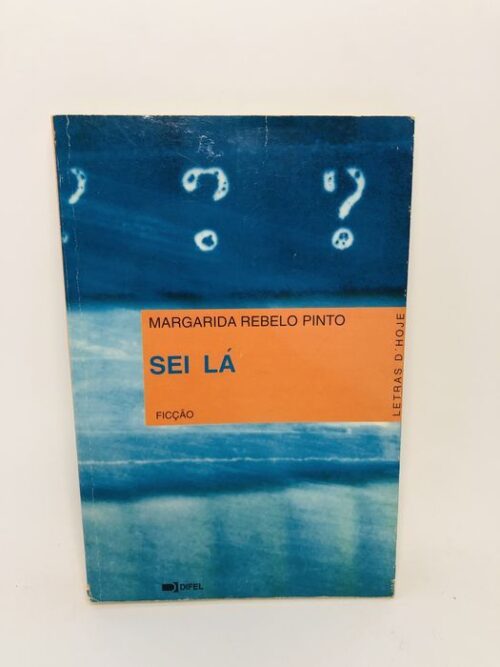 ? ? ?
MARGARIDA REBELO PINTO
SEI LÁ
FICÇÃO
LETRAS D'HOJE
DIFEL